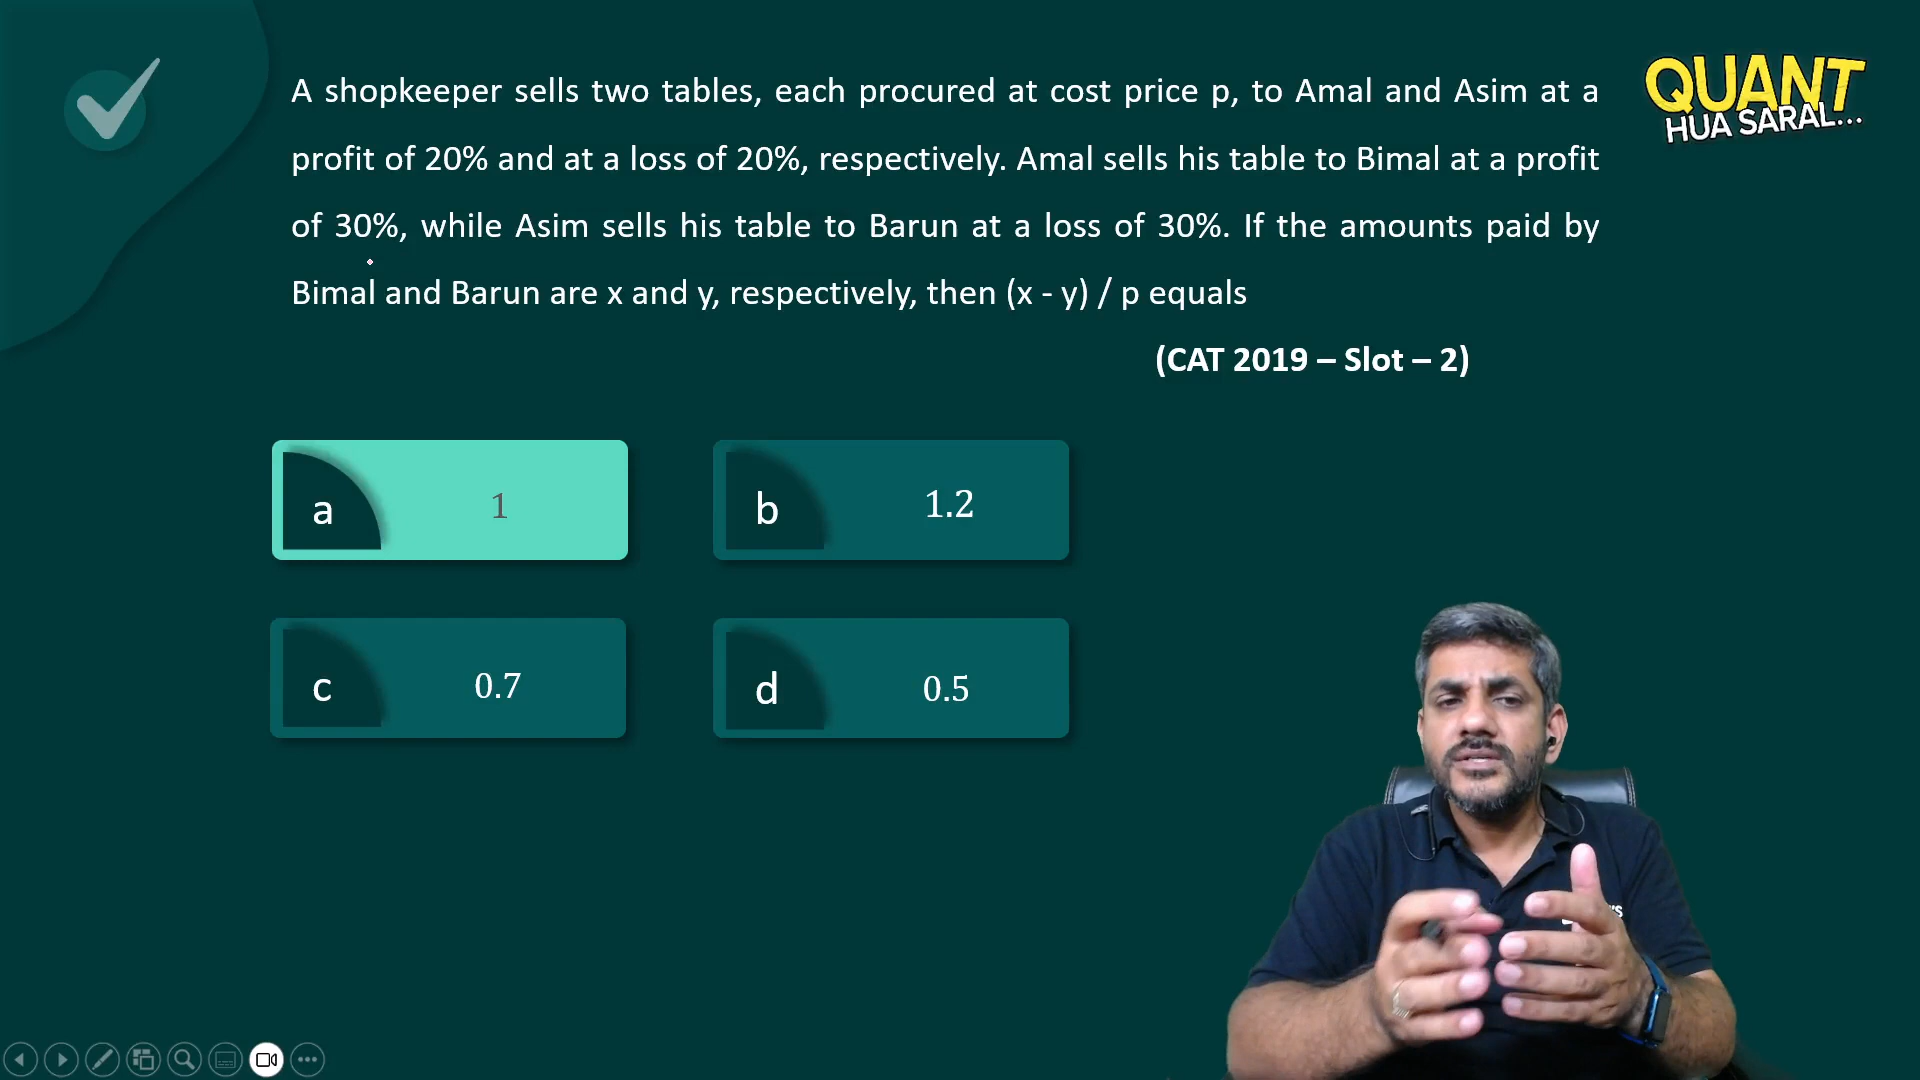 A shopkeeper sells two tables, each procured at cost price p, to Amal and Asim at a
profit of 20% and at a loss of 20%, respectively. Amal sells his table to Bimal at a profit
of 30%, while Asim sells his table to Barun at a loss of 30%. If the amounts paid by
Bimal and Barun are x and y, respectively, then (x - y) / p equals
(CAT 2019 – Slot – 2)
QUANT
HUA SARAL...
a 1
b 1.2
c 0.7
d 0.5